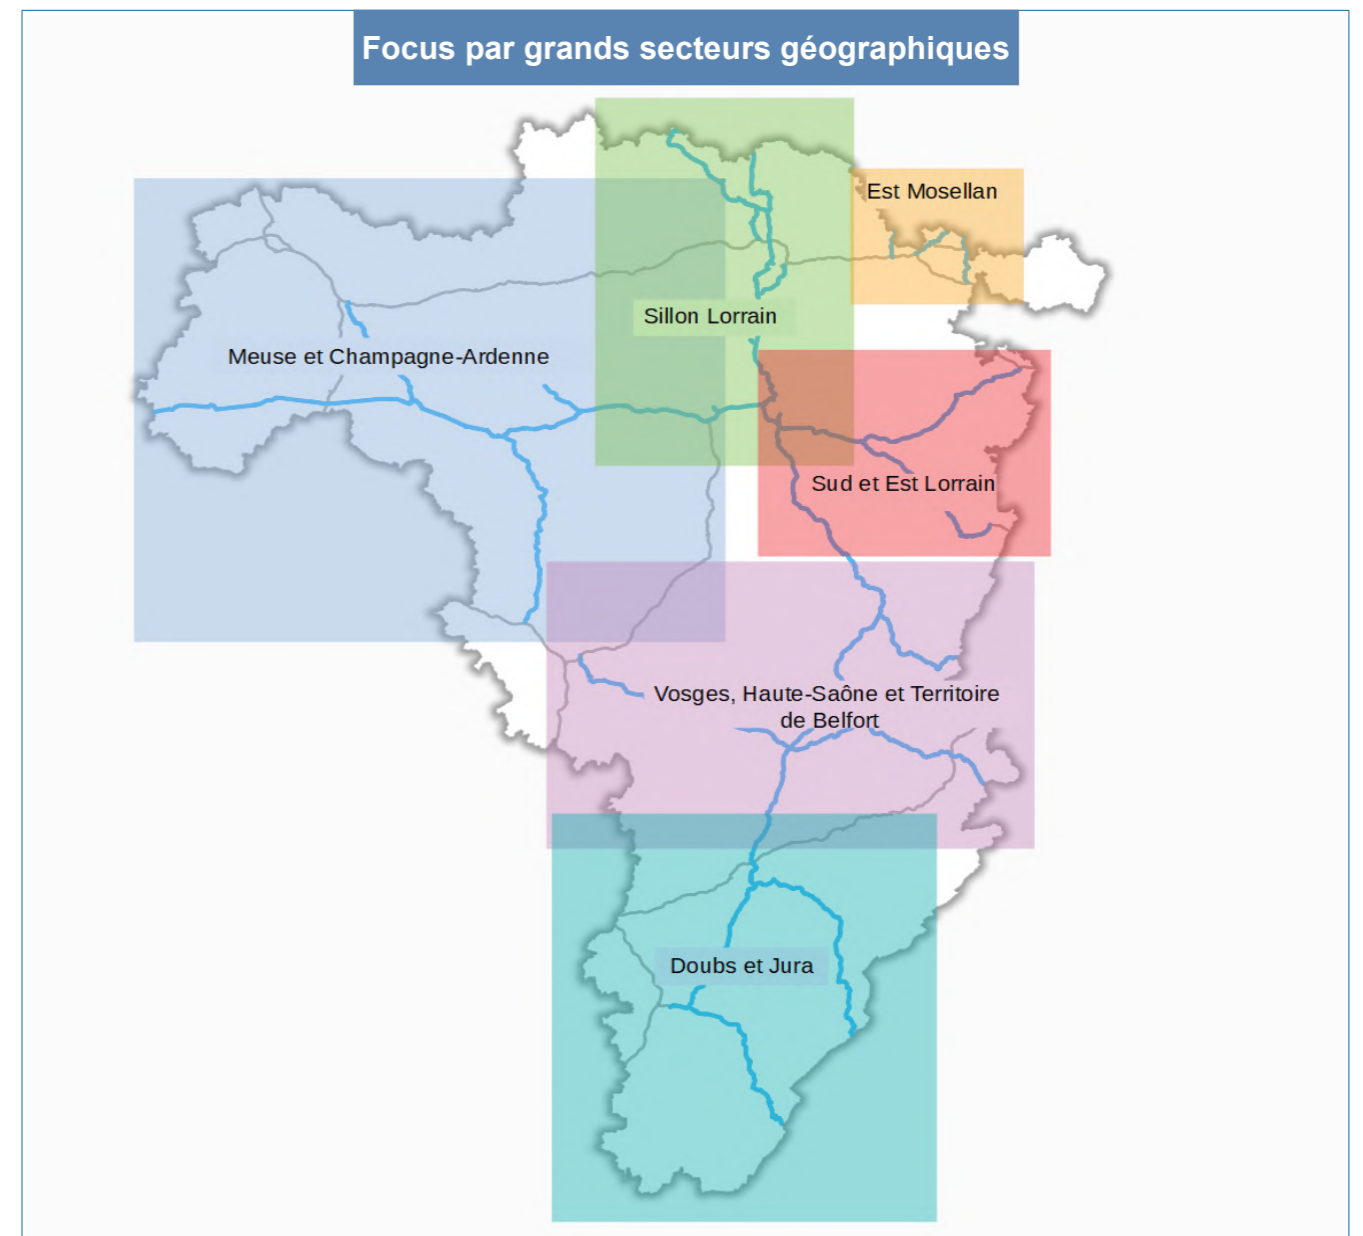 Focus par grands secteurs géographiques
Est Mosellan
Sillon Lorrain
Meuse et Champagne-Ardenne
Sud et Est Lorrain
Vosges, Haute-Saône et Territoire
de Belfort
Doubs et Jura